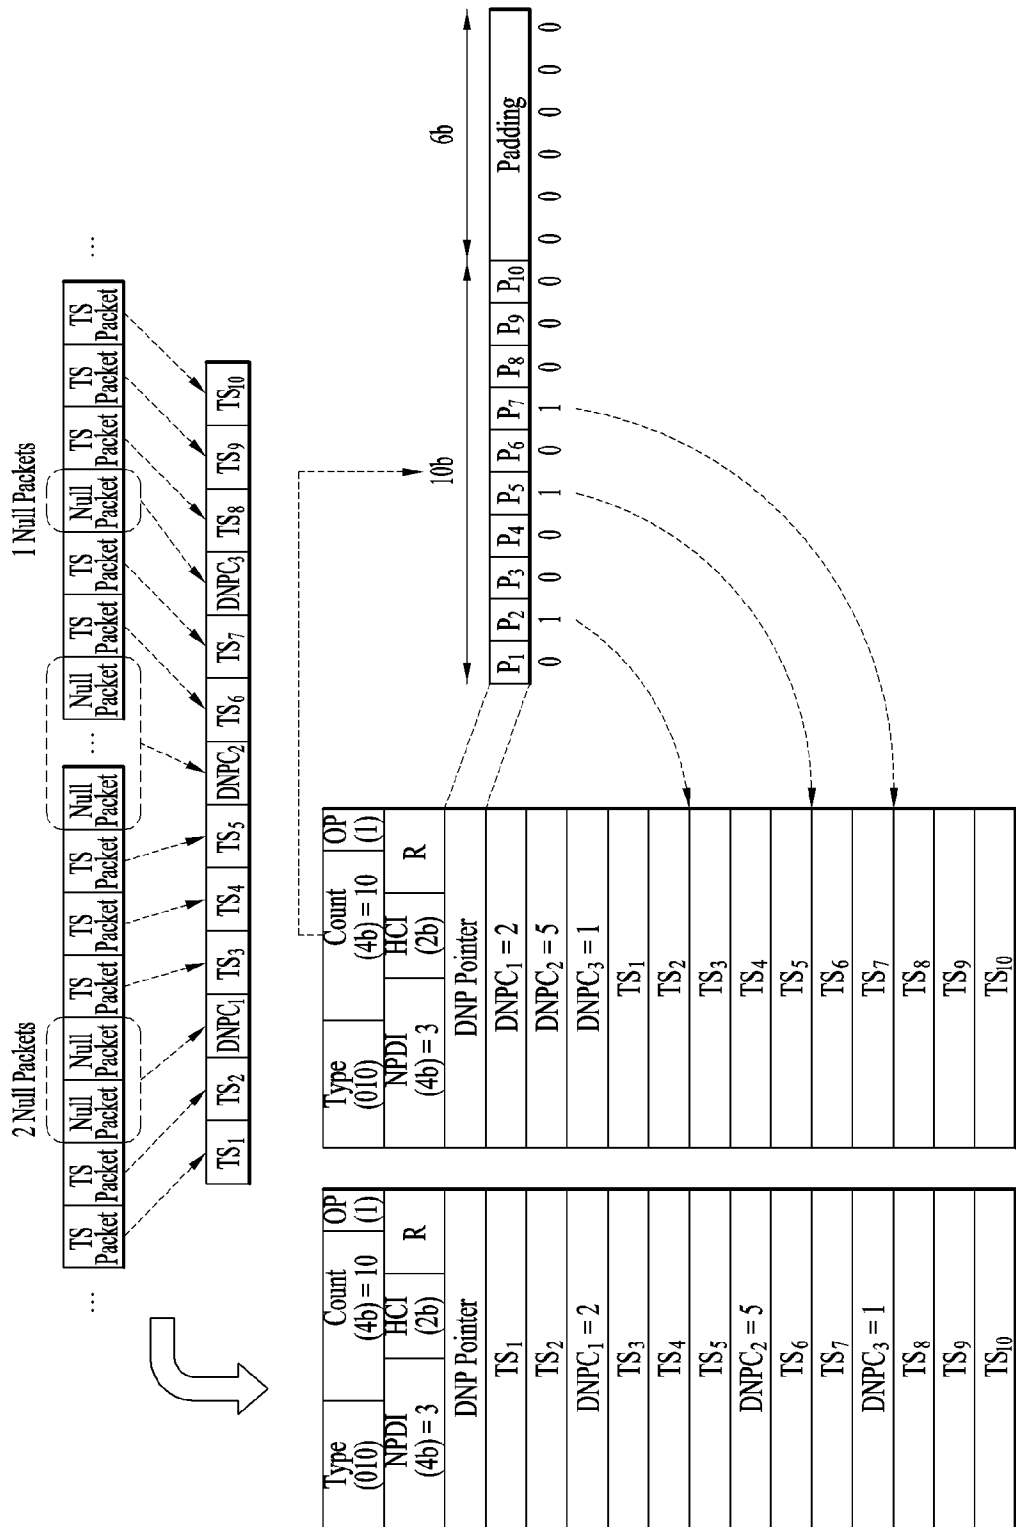 2 Null Packets
1 Null Packets
...
TS Packet
TS Packet
Null Packet
Null Packet
TS Packet
TS Packet
TS Packet
Null Packet
...
Null Packet
TS Packet
TS Packet
Null Packet
TS Packet
TS Packet
TS Packet
...
TS1
TS2
DNPC1
TS3
TS4
TS5
DNPC2
TS6
TS7
DNPC3
TS8
TS9
TS10
Type (010)
Count (4b) = 10
OP (1)
NPDI (4b) = 3
HCI (2b)
R
DNP Pointer
TS1
TS2
DNPC1 = 2
TS3
TS4
TS5
DNPC2 = 5
TS6
TS7
DNPC3 = 1
TS8
TS9
TS10
Type (010)
Count (4b) = 10
OP (1)
NPDI (4b) = 3
HCI (2b)
R
DNP Pointer
DNPC1 = 2
DNPC2 = 5
DNPC3 = 1
TS1
TS2
TS3
TS4
TS5
TS6
TS7
TS8
TS9
TS10
10b
6b
P1 P2 P3 P4 P5 P6 P7 P8 P9 P10 Padding
0 1 0 0 1 0 1 0 0 0 0 0 0 0 0 0